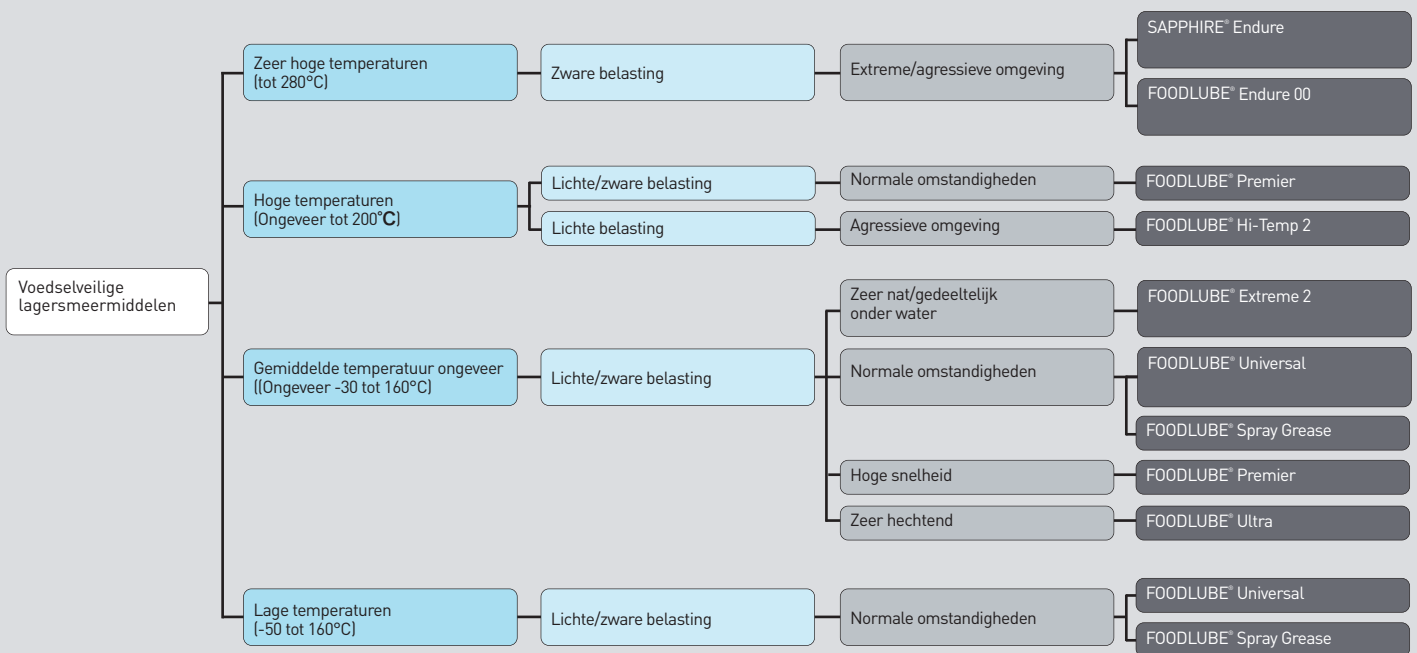 Voedselveilige
lagersmeermiddelen
Zeer hoge temperaturen
(tot 280°C)
Zware belasting
Extreme/agressieve omgeving
SAPPHIRE® Endure
FOODLUBE® Endure 00
Hoge temperaturen
(Ongeveer tot 200°C)
Lichte/zware belasting
Normale omstandigheden
FOODLUBE® Premier
Lichte belasting
Agressieve omgeving
FOODLUBE® Hi-Temp 2
Gemiddelde temperatuur ongeveer
((Ongeveer -30 tot 160°C)
Lichte/zware belasting
Zeer nat/gedeeltelijk
onder water
FOODLUBE® Extreme 2
Normale omstandigheden
FOODLUBE® Universal
FOODLUBE® Spray Grease
Hoge snelheid
FOODLUBE® Premier
Zeer hechtend
FOODLUBE® Ultra
Lage temperaturen
(-50 tot 160°C)
Lichte/zware belasting
Normale omstandigheden
FOODLUBE® Universal
FOODLUBE® Spray Grease